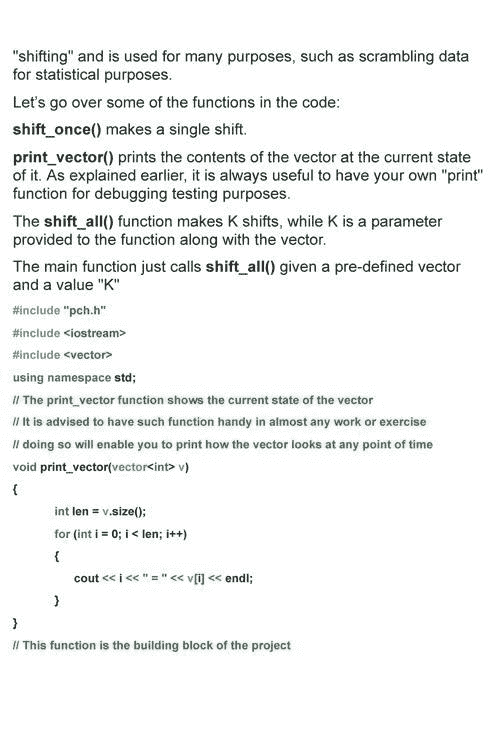 "shifting" and is used for many purposes, such as scrambling data
for statistical purposes.
Let's go over some of the functions in the code:
shift_once() makes a single shift.
print_vector() prints the contents of the vector at the current state
of it. As explained earlier, it is always useful to have your own "print"
function for debugging testing purposes.
The shift_all() function makes K shifts, while K is a parameter
provided to the function along with the vector.
The main function just calls shift_all() given a pre-defined vector
and a value "K"
#include "pch.h"
#include <iostream>
#include <vector>
using namespace std;
// The print_vector function shows the current state of the vector
// It is advised to have such function handy in almost any work or exercise
// doing so will enable you to print how the vector looks at any point of time
void print_vector(vector<int> v)
{
int len = v.size();
for (int i = 0; i < len; i++)
{
cout << i << " = " << v[i] << endl;
}
}
// This function is the building block of the project